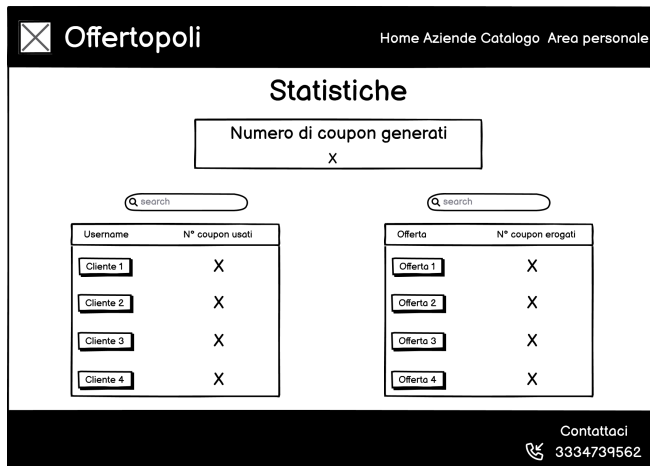 Offertopoli
Home Aziende Catalogo Area personale
Statistiche
Numero di coupon generati
X
search
Username N° coupon usati
Cliente 1 X
Cliente 2 X
Cliente 3 X
Cliente 4 X
search
Offerta N° coupon erogati
Offerta 1 X
Offerta 2 X
Offerta 3 X
Offerta 4 X
Contattaci
3334739562